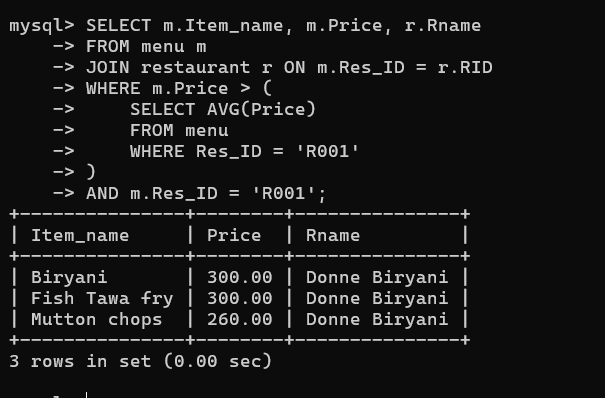 mysql> SELECT m.Item_name, m.Price, r.Rname
    -> FROM menu m
    -> JOIN restaurant r ON m.Res_ID = r.RID
    -> WHERE m.Price > (
    ->     SELECT AVG(Price)
    ->     FROM menu
    ->     WHERE Res_ID = 'R001'
    -> )
    -> AND m.Res_ID = 'R001';
+---------------+--------+---------------+
| Item_name     | Price  | Rname         |
+---------------+--------+---------------+
| Biryani       | 300.00 | Donne Biryani |
| Fish Tawa fry | 300.00 | Donne Biryani |
| Mutton chops  | 260.00 | Donne Biryani |
+---------------+--------+---------------+
3 rows in set (0.00 sec)